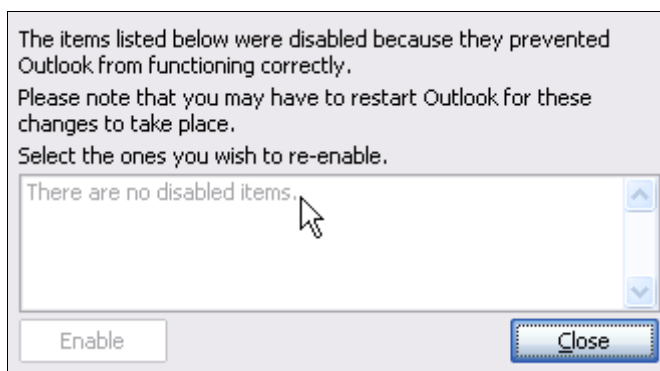 The items listed below were disabled because they prevented
Outlook from functioning correctly.
Please note that you may have to restart Outlook for these
changes to take place.
Select the ones you wish to re-enable.
There are no disabled items.
Enable
Close